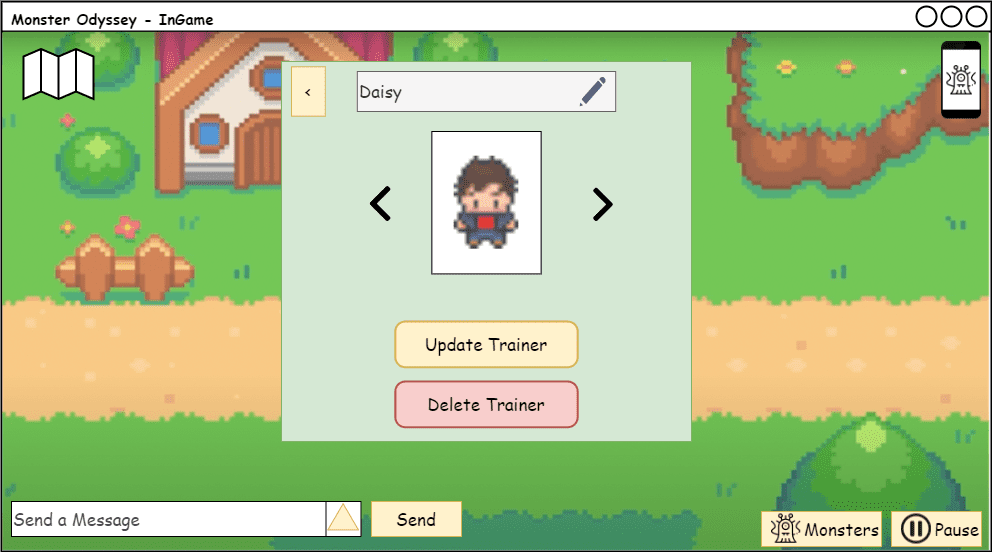 Monster Odyssey - InGame
<
Daisy
Update Trainer
Delete Trainer
Send a Message
Send
Monsters
Pause